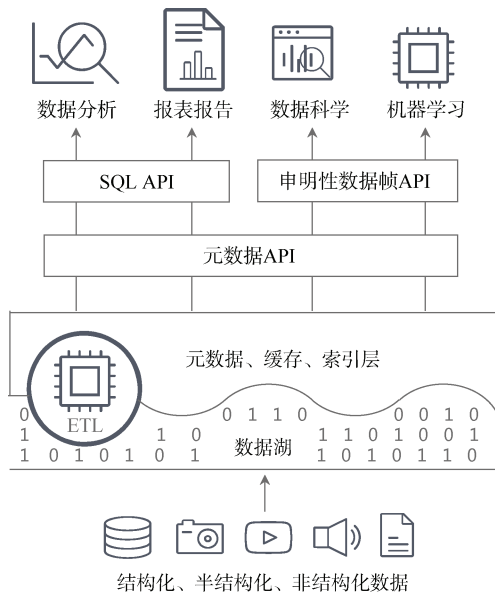 数据分析 报表报告 数据科学 机器学习
SQL API 申明性数据帧API
元数据API
元数据、缓存、索引层
ETL
0 0 1 1 0 0 0 1 0
1 1 0 数据湖 1 1 0 1 0 0 1
1 0 1 0 1 0 1 1 0 1 0 1 1 0
结构化、半结构化、非结构化数据